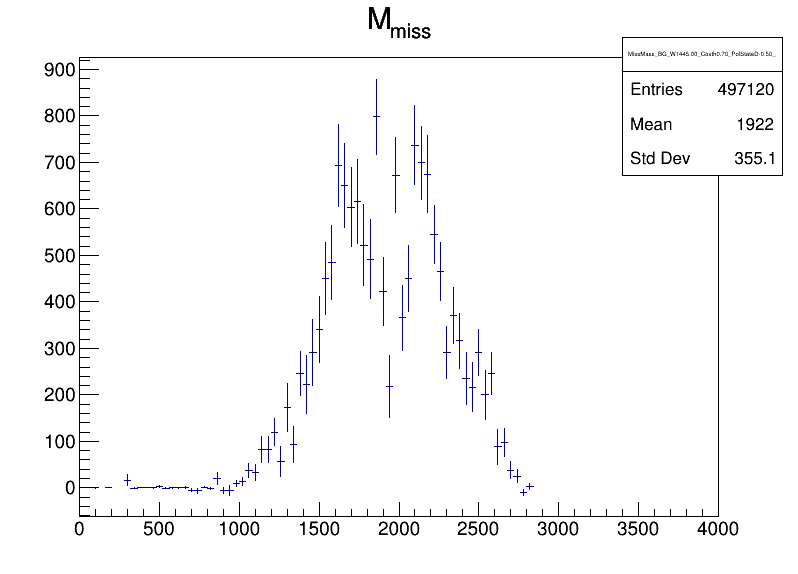 M_miss
MissMass_BG_W1445.00_Costh0.70_PolStateD-0.50_
Entries 497120
Mean 1922
Std Dev 355.1
900
800
700
600
500
400
300
200
100
0
0 500 1000 1500 2000 2500 3000 3500 4000